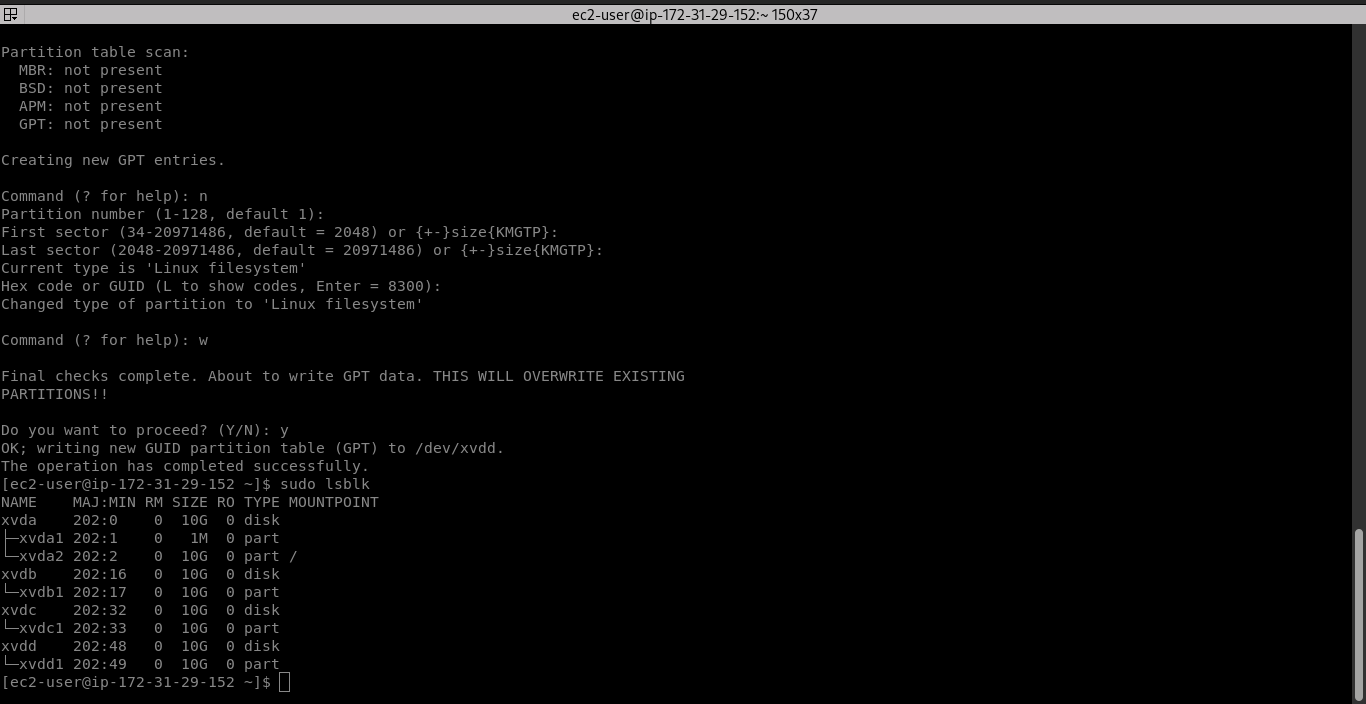 ec2-user@ip-172-31-29-152:~ 150x37
Partition table scan:
  MBR: not present
  BSD: not present
  APM: not present
  GPT: not present
Creating new GPT entries.
Command (? for help): n
Partition number (1-128, default 1):
First sector (34-20971486, default = 2048) or {+-}size{KMGTP}:
Last sector (2048-20971486, default = 20971486) or {+-}size{KMGTP}:
Current type is 'Linux filesystem'
Hex code or GUID (L to show codes, Enter = 8300):
Changed type of partition to 'Linux filesystem'
Command (? for help): w
Final checks complete. About to write GPT data. THIS WILL OVERWRITE EXISTING
PARTITIONS!!
Do you want to proceed? (Y/N): y
OK; writing new GUID partition table (GPT) to /dev/xvdd.
The operation has completed successfully.
[ec2-user@ip-172-31-29-152 ~]$ sudo lsblk
NAME    MAJ:MIN RM SIZE RO TYPE MOUNTPOINT
xvda    202:0    0  10G  0 disk
├─xvda1 202:1    0   1M  0 part
└─xvda2 202:2    0  10G  0 part /
xvdb    202:16   0  10G  0 disk
└─xvdb1 202:17   0  10G  0 part
xvdc    202:32   0  10G  0 disk
└─xvdc1 202:33   0  10G  0 part
xvdd    202:48   0  10G  0 disk
└─xvdd1 202:49   0  10G  0 part
[ec2-user@ip-172-31-29-152 ~]$